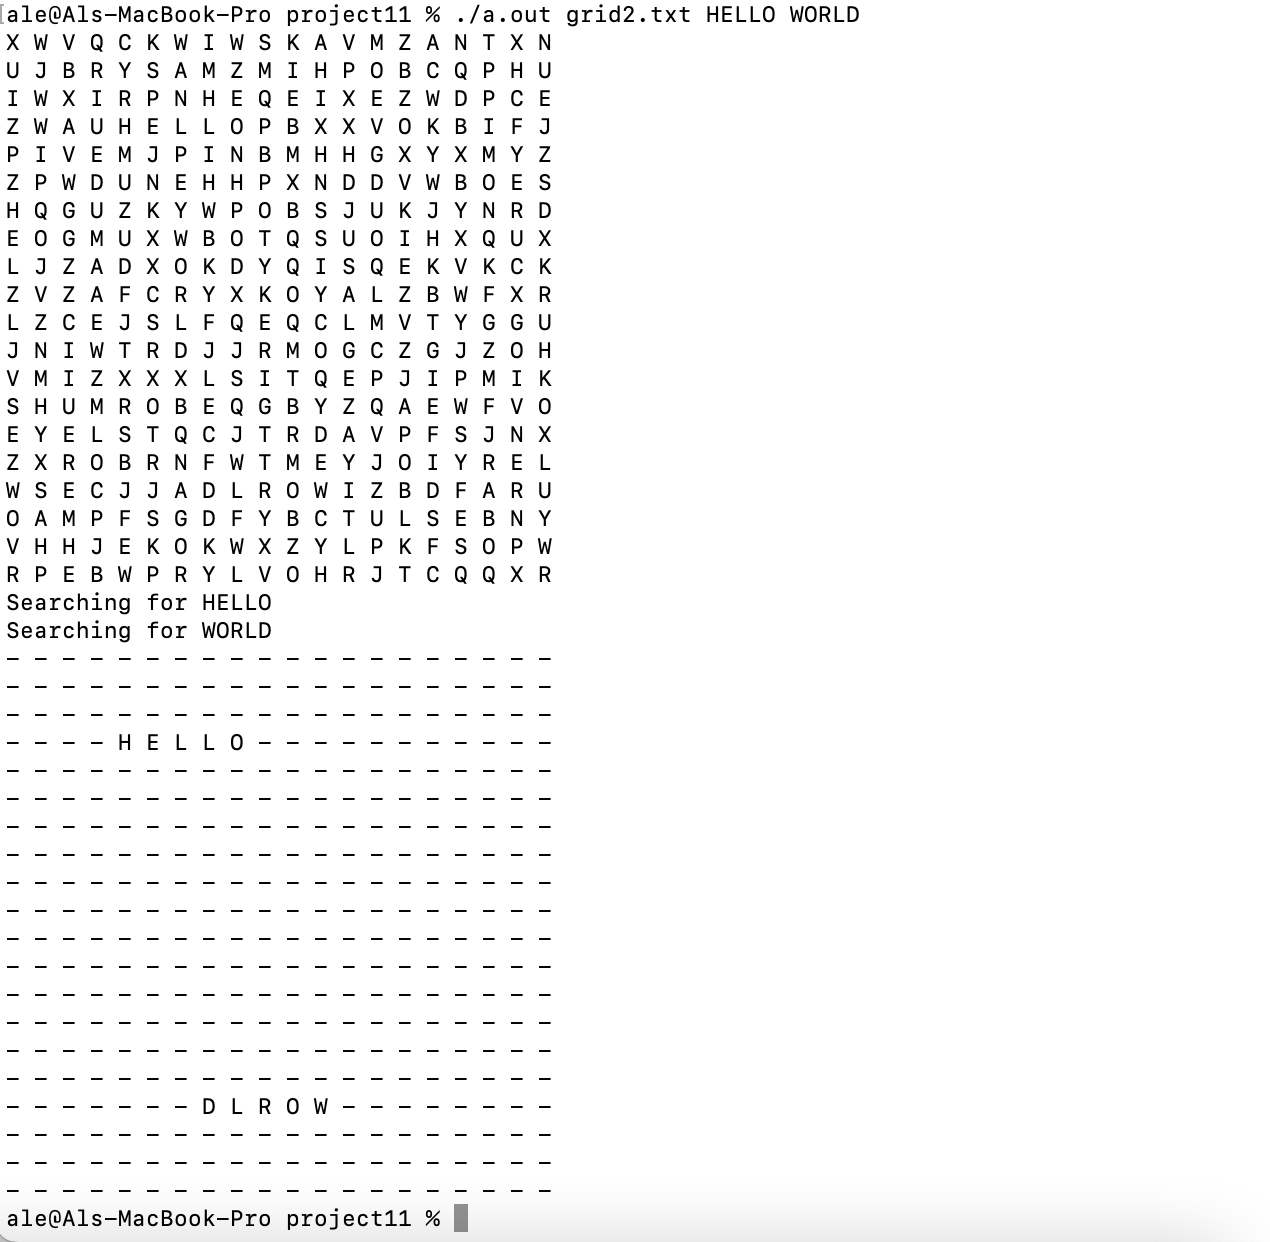 ale@Als-MacBook-Pro project11 % ./a.out grid2.txt HELLO WORLD
X W V Q C K W I W S K A V M Z A N T X N
U J B R Y S A M Z M I H P O B C Q P H U
I W X I R P N H E Q E I X E Z W D P C E
Z W A U H E L L O P B X X V O K B I F J
P I V E M J P I N B M H H G X Y X M Y Z
Z P W D U N E H H P X N D D V W B O E S
H Q G U Z K Y W P O B S J U K J Y N R D
E O G M U X W B O T Q S U O I H X Q U X
L J Z A D X O K D Y Q I S Q E K V K C K
Z V Z A F C R Y X K O Y A L Z B W F X R
L Z C E J S L F Q E Q C L M V T Y G G U
J N I W T R D J J R M O G C Z G J Z O H
V M I Z X X X L S I T Q E P J I P M I K
S H U M R O B E Q G B Y Z Q A E W F V O
E Y E L S T Q C J T R D A V P F S J N X
Z X R O B R N F W T M E Y J O I Y R E L
W S E C J J A D L R O W I Z B D F A R U
O A M P F S G D F Y B C T U L S E B N Y
V H H J E K O K W X Z Y L P K F S O P W
R P E B W P R Y L V O H R J T C Q Q X R
Searching for HELLO
Searching for WORLD
- - - - - - - - - - - - - - - - - - - -
- - - - - - - - - - - - - - - - - - - -
- - - - - - - - - - - - - - - - - - - -
- - - - H E L L O - - - - - - - - - - -
- - - - - - - - - - - - - - - - - - - -
- - - - - - - - - - - - - - - - - - - -
- - - - - - - - - - - - - - - - - - - -
- - - - - - - - - - - - - - - - - - - -
- - - - - - - - - - - - - - - - - - - -
- - - - - - - - - - - - - - - - - - - -
- - - - - - - - - - - - - - - - - - - -
- - - - - - - - - - - - - - - - - - - -
- - - - - - - - - - - - - - - - - - - -
- - - - - - - - - - - - - - - - - - - -
- - - - - - - - - - - - - - - - - - - -
- - - - - - - - - - - - - - - - - - - -
- - - - - - - D L R O W - - - - - - - -
- - - - - - - - - - - - - - - - - - - -
- - - - - - - - - - - - - - - - - - - -
- - - - - - - - - - - - - - - - - - - -
ale@Als-MacBook-Pro project11 %